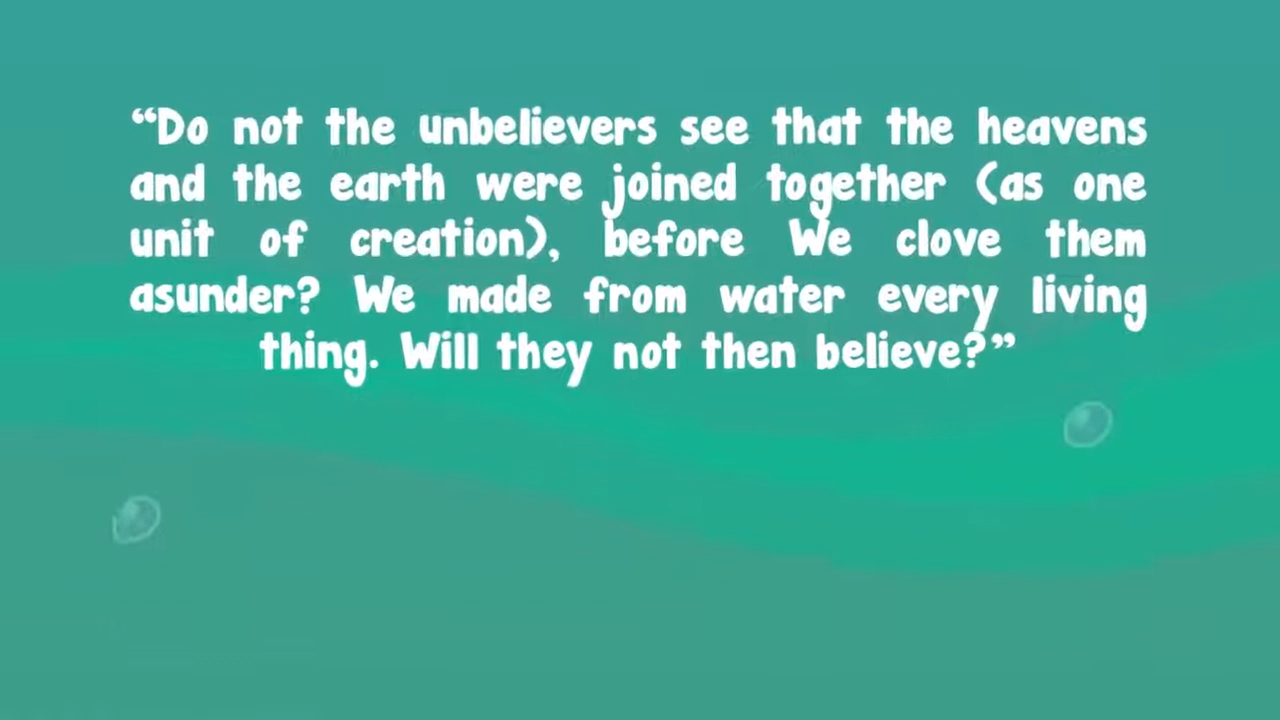 “Do not the unbelievers see that the heavens
and the earth were joined together (as one
unit of creation), before We clove them
asunder? We made from water every living
thing. Will they not then believe?”